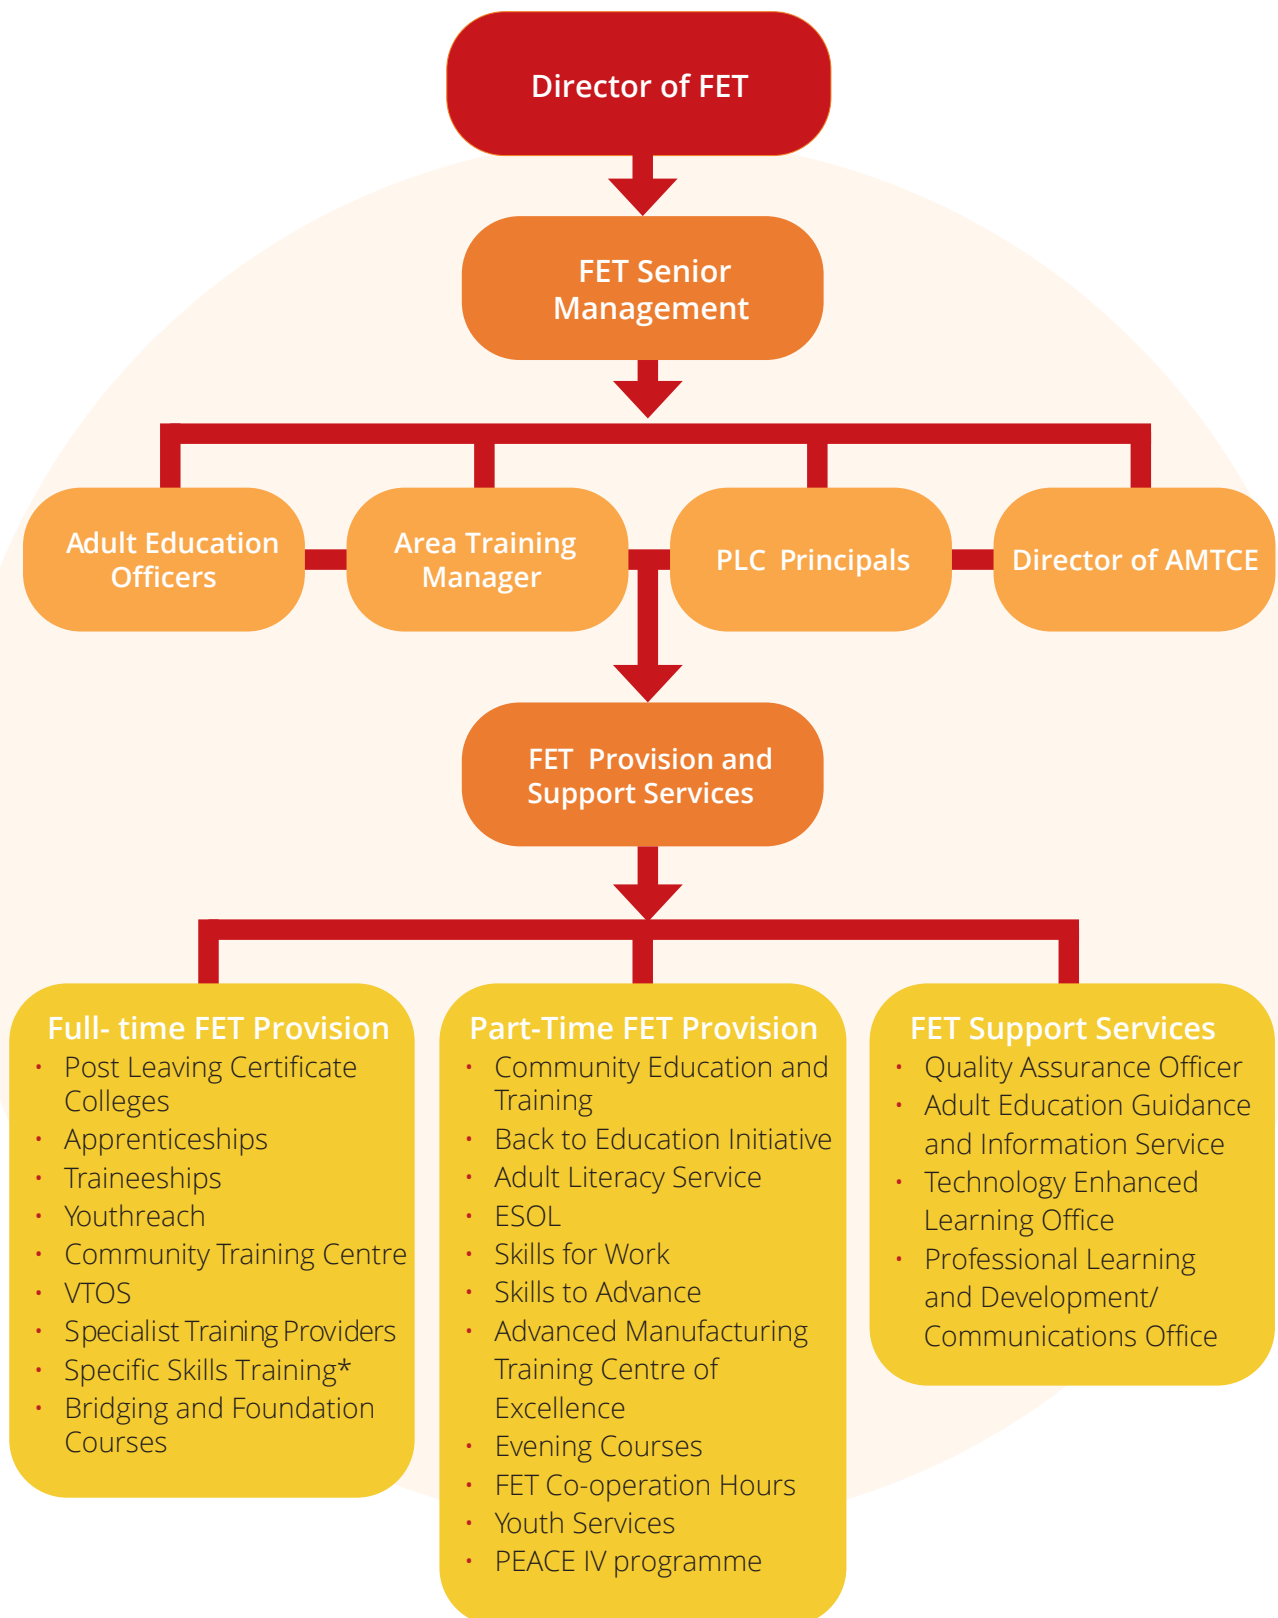 Director of FET
FET Senior
Management
Adult Education
Officers
Area Training
Manager
PLC Principals
Director of AMTCE
FET Provision and
Support Services
Full- time FET Provision
• Post Leaving Certificate
Colleges
• Apprenticeships
• Traineeships
• Youthreach
• Community Training Centre
• VTOS
• Specialist Training Providers
• Specific Skills Training*
• Bridging and Foundation
Courses
Part-Time FET Provision
• Community Education and
Training
• Back to Education Initiative
• Adult Literacy Service
• ESOL
• Skills for Work
• Skills to Advance
• Advanced Manufacturing
Training Centre of
Excellence
• Evening Courses
• FET Co-operation Hours
• Youth Services
• PEACE IV programme
FET Support Services
• Quality Assurance Officer
• Adult Education Guidance
and Information Service
• Technology Enhanced
Learning Office
• Professional Learning
and Development/
Communications Office